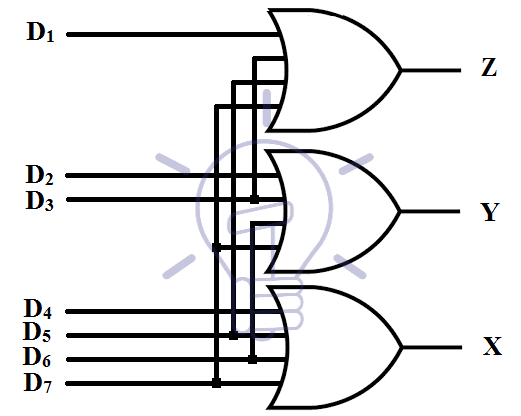 D₁
Z
D₂
D₃
Y
D₄
D₅
D₆
X
D₇